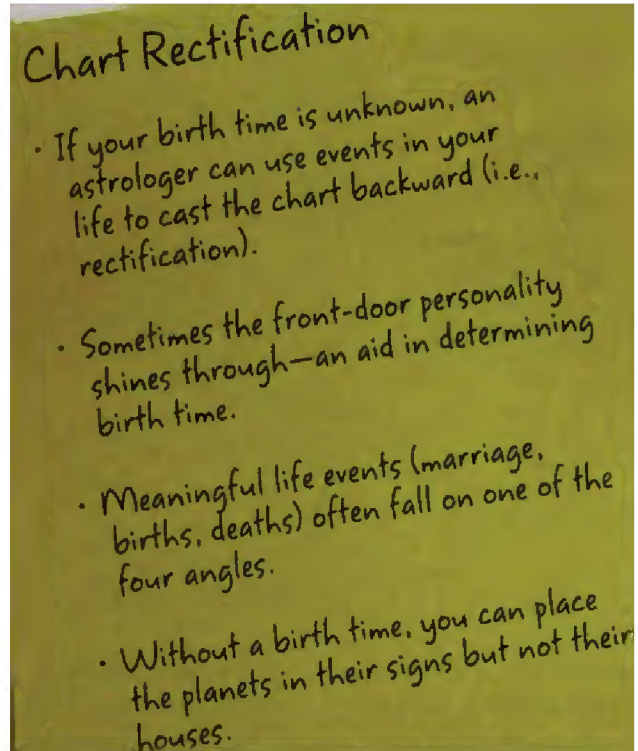 Chart Rectification
· If your birth time is unknown, an
astrologer can use events in your
life to cast the chart backward (i.e.,
rectification).
· Sometimes the front-door personality
shines through—an aid in determining
birth time.
· Meaningful life events (marriage,
births, deaths) often fall on one of the
four angles.
· Without a birth time, you can place
the planets in their signs but not their
houses.